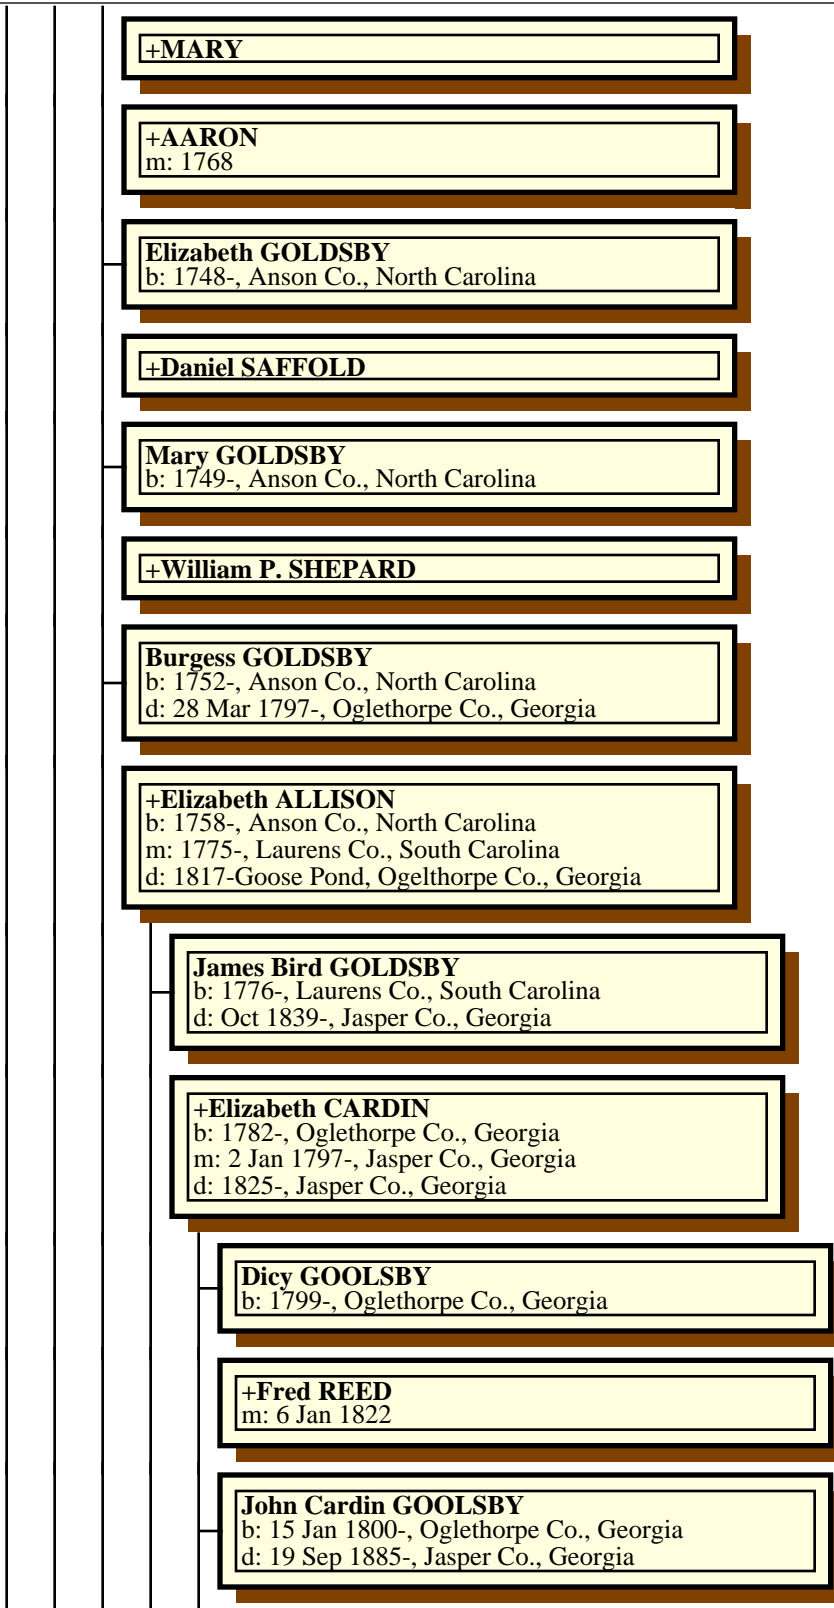 +MARY
+AARON
m: 1768
Elizabeth GOLDSBY
b: 1748-, Anson Co., North Carolina
+Daniel SAFFOLD
Mary GOLDSBY
b: 1749-, Anson Co., North Carolina
+William P. SHEPARD
Burgess GOLDSBY
b: 1752-, Anson Co., North Carolina
d: 28 Mar 1797-, Oglethorpe Co., Georgia
+Elizabeth ALLISON
b: 1758-, Anson Co., North Carolina
m: 1775-, Laurens Co., South Carolina
d: 1817-Goose Pond, Ogelthorpe Co., Georgia
James Bird GOLDSBY
b: 1776-, Laurens Co., South Carolina
d: Oct 1839-, Jasper Co., Georgia
+Elizabeth CARDIN
b: 1782-, Oglethorpe Co., Georgia
m: 2 Jan 1797-, Jasper Co., Georgia
d: 1825-, Jasper Co., Georgia
Dicy GOOLSBY
b: 1799-, Oglethorpe Co., Georgia
+Fred REED
m: 6 Jan 1822
John Cardin GOOLSBY
b: 15 Jan 1800-, Oglethorpe Co., Georgia
d: 19 Sep 1885-, Jasper Co., Georgia